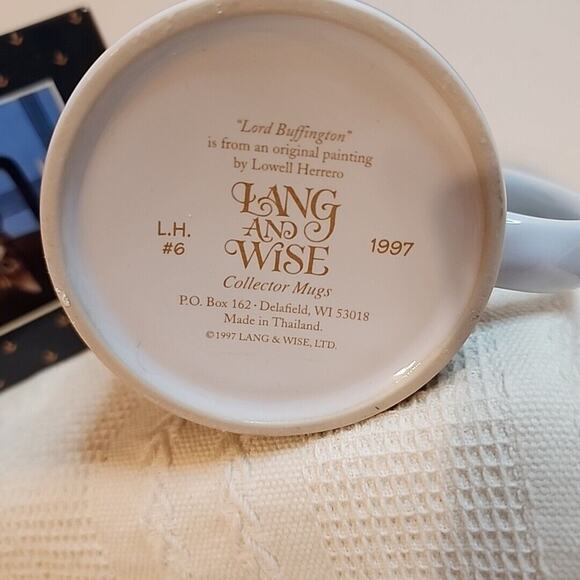 "Lord Buffington"
is from an original painting
by Lowell Herrero
LANG
AND
WISE
L.H.
#6
1997
Collector Mugs
P.O. Box 162 · Delafield, WI 53018
Made in Thailand.
©1997 LANG & WISE, LTD.